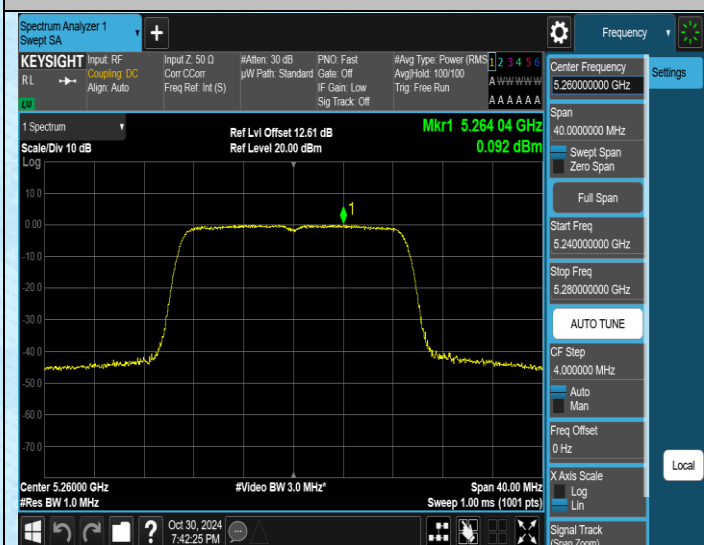 Spectrum Analyzer 1
Swept SA
Frequency
KEYSIGHT
RL
LXI
Input: RF
Coupling: DC
Align: Auto
Input Z: 50 Ω
Corr CCorr
Freq Ref: Int (S)
#Atten: 30 dB
µW Path: Standard
PNO: Fast
Gate: Off
IF Gain: Low
Sig Track: Off
#Avg Type: Power (RMS
Avg|Hold: 100/100
Trig: Free Run
1 2 3 4 5 6
A W W W W W
A A A A A A
1 Spectrum
Scale/Div 10 dB
Log
Ref Lvl Offset 12.61 dB
Ref Level 20.00 dBm
Mkr1 5.264 04 GHz
0.092 dBm
10.0
0.00
-10.0
-20.0
-30.0
-40.0
-50.0
-60.0
-70.0
1
Center 5.26000 GHz
#Res BW 1.0 MHz
#Video BW 3.0 MHz*
Span 40.00 MHz
Sweep 1.00 ms (1001 pts)
Oct 30, 2024
7:42:25 PM
?
Center Frequency
5.260000000 GHz
Span
40.0000000 MHz
Swept Span
Zero Span
Full Span
Start Freq
5.240000000 GHz
Stop Freq
5.280000000 GHz
AUTO TUNE
CF Step
4.000000 MHz
Auto
Man
Freq Offset
0 Hz
X Axis Scale
Log
Lin
Signal Track
(Span Zoom)
Settings
Local